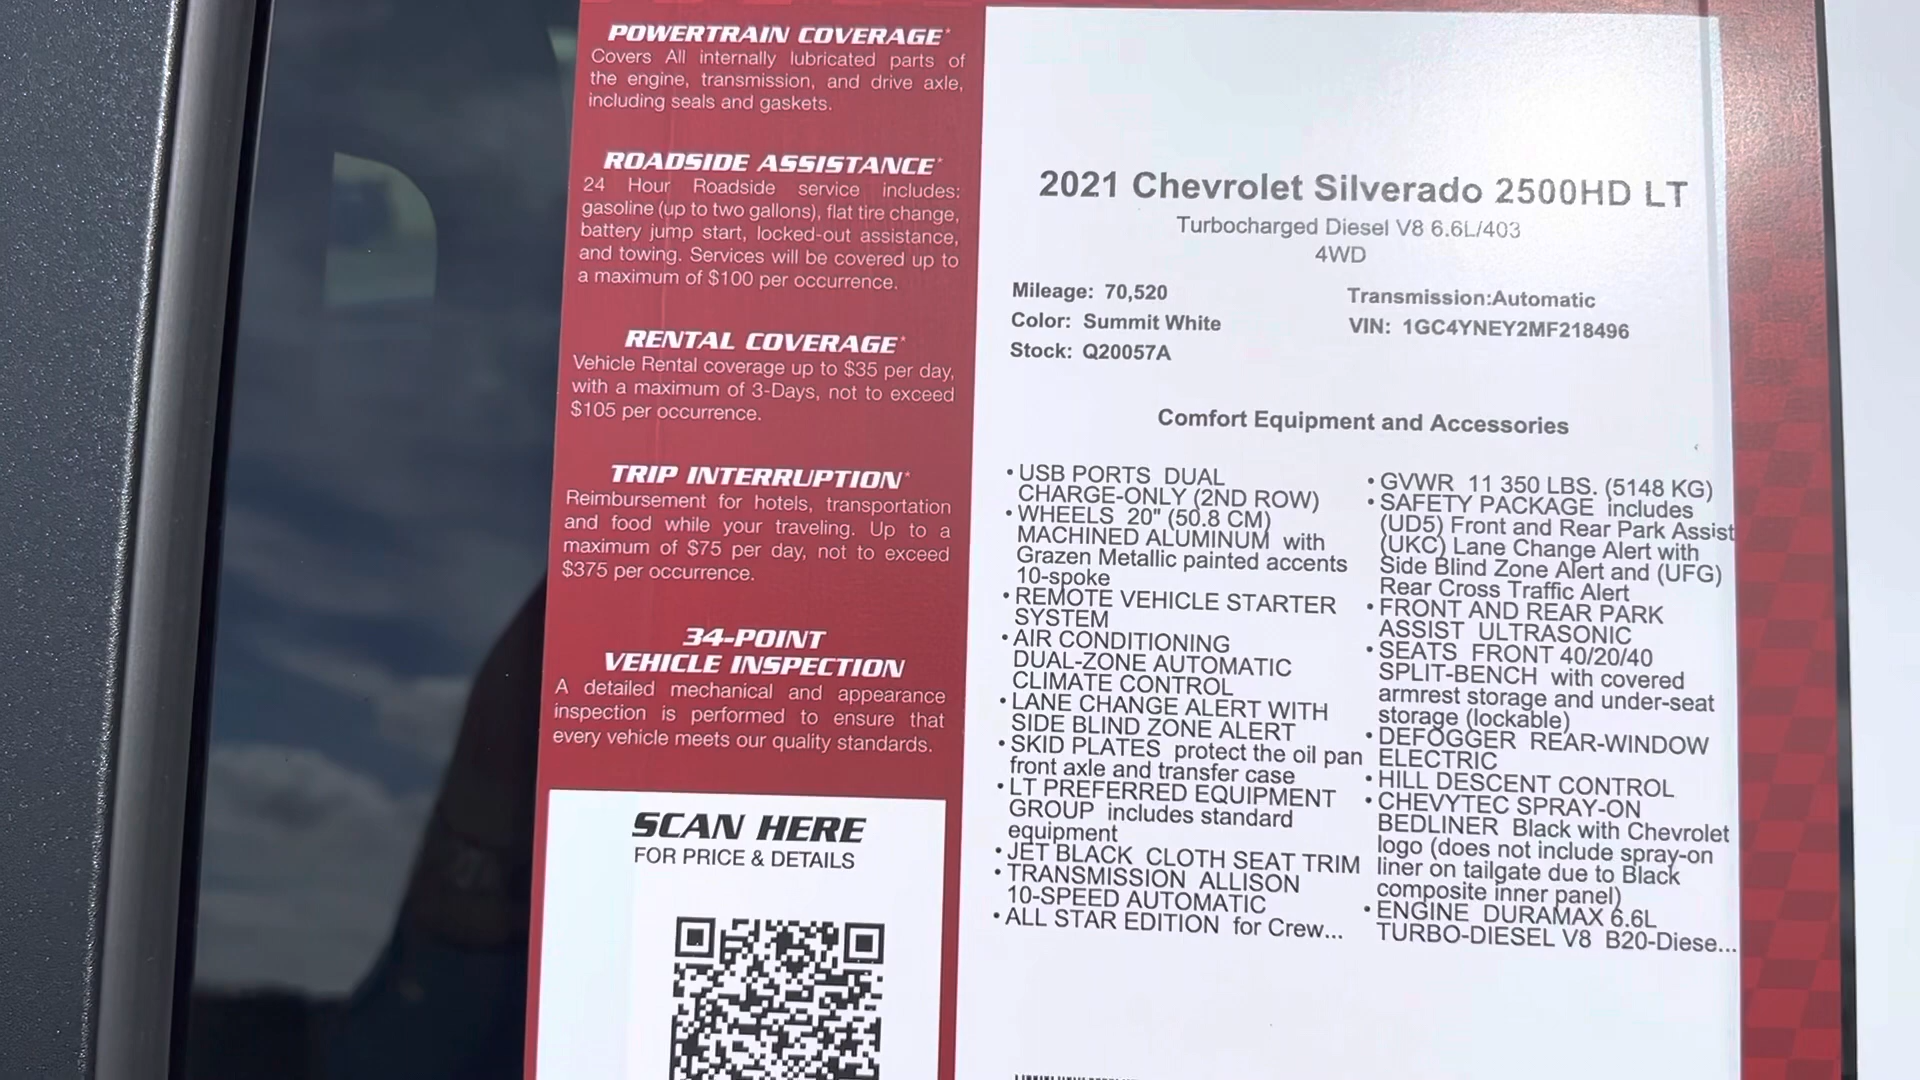 POWERTRAIN COVERAGE*
Covers All internally lubricated parts of
the engine, transmission, and drive axle,
including seals and gaskets.
ROADSIDE ASSISTANCE*
24 Hour Roadside service includes:
gasoline (up to two gallons), flat tire change,
battery jump start, locked-out assistance,
and towing. Services will be covered up to
a maximum of $100 per occurrence.
RENTAL COVERAGE*
Vehicle Rental coverage up to $35 per day,
with a maximum of 3-Days, not to exceed
$105 per occurrence.
TRIP INTERRUPTION*
Reimbursement for hotels, transportation
and food while your traveling. Up to a
maximum of $75 per day, not to exceed
$375 per occurrence.
34-POINT
VEHICLE INSPECTION
A detailed mechanical and appearance
inspection is performed to ensure that
every vehicle meets our quality standards.
SCAN HERE
FOR PRICE & DETAILS
2021 Chevrolet Silverado 2500HD LT
Turbocharged Diesel V8 6.6L/403
4WD
Mileage: 70,520
Color: Summit White
Stock: Q20057A
Transmission:Automatic
VIN: 1GC4YNEY2MF218496
Comfort Equipment and Accessories
• USB PORTS DUAL
CHARGE-ONLY (2ND ROW)
• WHEELS 20" (50.8 CM)
MACHINED ALUMINUM with
Grazen Metallic painted accents
10-spoke
• REMOTE VEHICLE STARTER
SYSTEM
• AIR CONDITIONING
DUAL-ZONE AUTOMATIC
CLIMATE CONTROL
• LANE CHANGE ALERT WITH
SIDE BLIND ZONE ALERT
• SKID PLATES protect the oil pan
front axle and transfer case
• LT PREFERRED EQUIPMENT
GROUP includes standard
equipment
• JET BLACK CLOTH SEAT TRIM
• TRANSMISSION ALLISON
10-SPEED AUTOMATIC
• ALL STAR EDITION for Crew...
• GVWR 11 350 LBS. (5148 KG)
• SAFETY PACKAGE includes
(UD5) Front and Rear Park Assist
(UKC) Lane Change Alert with
Side Blind Zone Alert and (UFG)
Rear Cross Traffic Alert
• FRONT AND REAR PARK
ASSIST ULTRASONIC
• SEATS FRONT 40/20/40
SPLIT-BENCH with covered
armrest storage and under-seat
storage (lockable)
• DEFOGGER REAR-WINDOW
ELECTRIC
• HILL DESCENT CONTROL
• CHEVYTEC SPRAY-ON
BEDLINER Black with Chevrolet
logo (does not include spray-on
liner on tailgate due to Black
composite inner panel)
• ENGINE DURAMAX 6.6L
TURBO-DIESEL V8 B20-Diese...